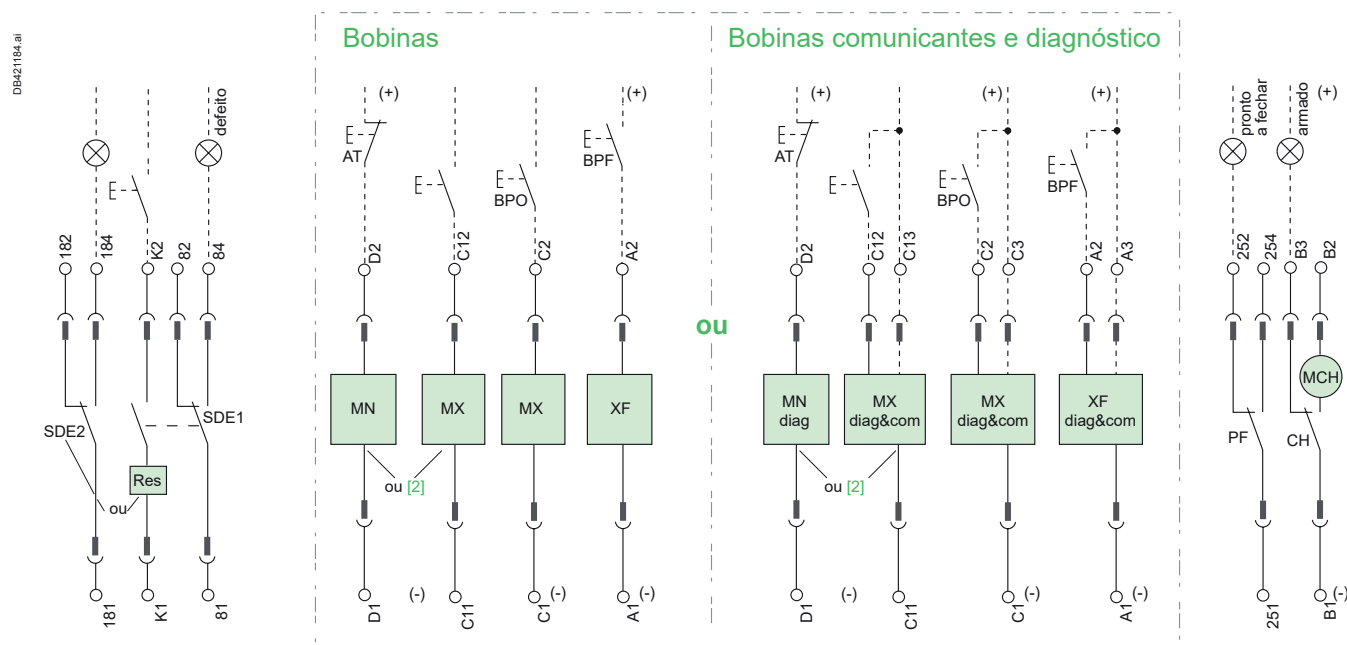 DB421184.ai
Bobinas
Bobinas comunicantes e diagnóstico
defeito
(+)
(+)
(+)
(+)
(+)
pronto
a fechar
armado
(+)
AT
BPF
BPO
AT
BPO
BPF
182
184
K2
82
84
D2
C12
C2
A2
D2
C12
C13
C2
C3
A2
A3
252
254
B3
B2
ou
MN
MX
MX
XF
MN
diag
MX
diag&com
MX
diag&com
XF
diag&com
MCH
SDE2
SDE1
PF
CH
Res
ou
ou [2]
ou [2]
181
K1
81
D1
(-)
C11
C1
(-)
A1
(-)
D1
(-)
C11
C1
(-)
A1
(-)
251
B1
(-)